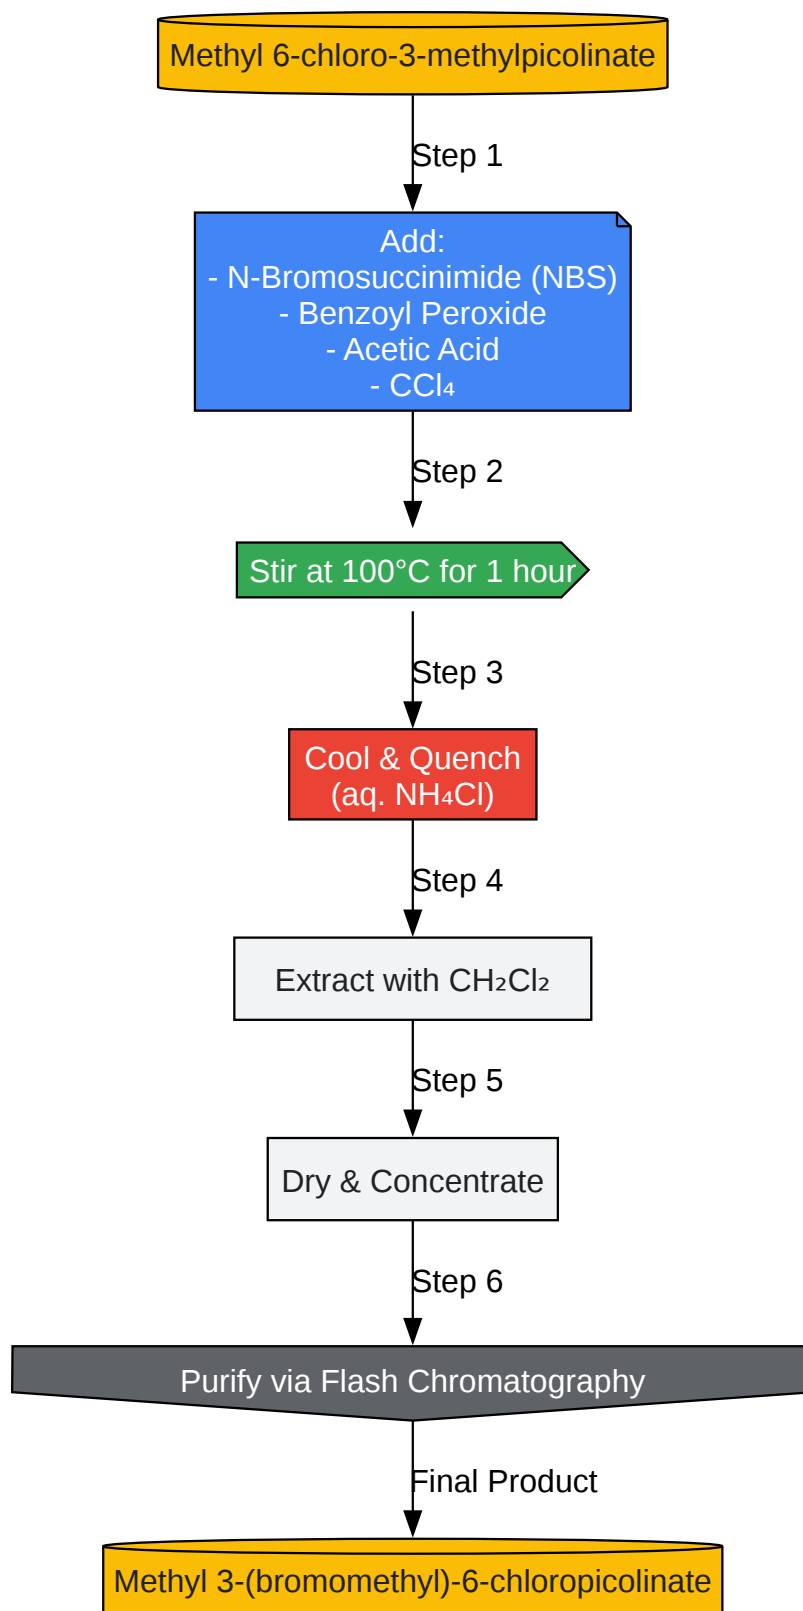 Methyl 6-chloro-3-methylpicolinate
Step 1
Add:
- N-Bromosuccinimide (NBS)
- Benzoyl Peroxide
- Acetic Acid
- CCl₄
Step 2
Stir at 100°C for 1 hour
Step 3
Cool & Quench
(aq. NH₄Cl)
Step 4
Extract with CH₂Cl₂
Step 5
Dry & Concentrate
Step 6
Purify via Flash Chromatography
Final Product
Methyl 3-(bromomethyl)-6-chloropicolinate